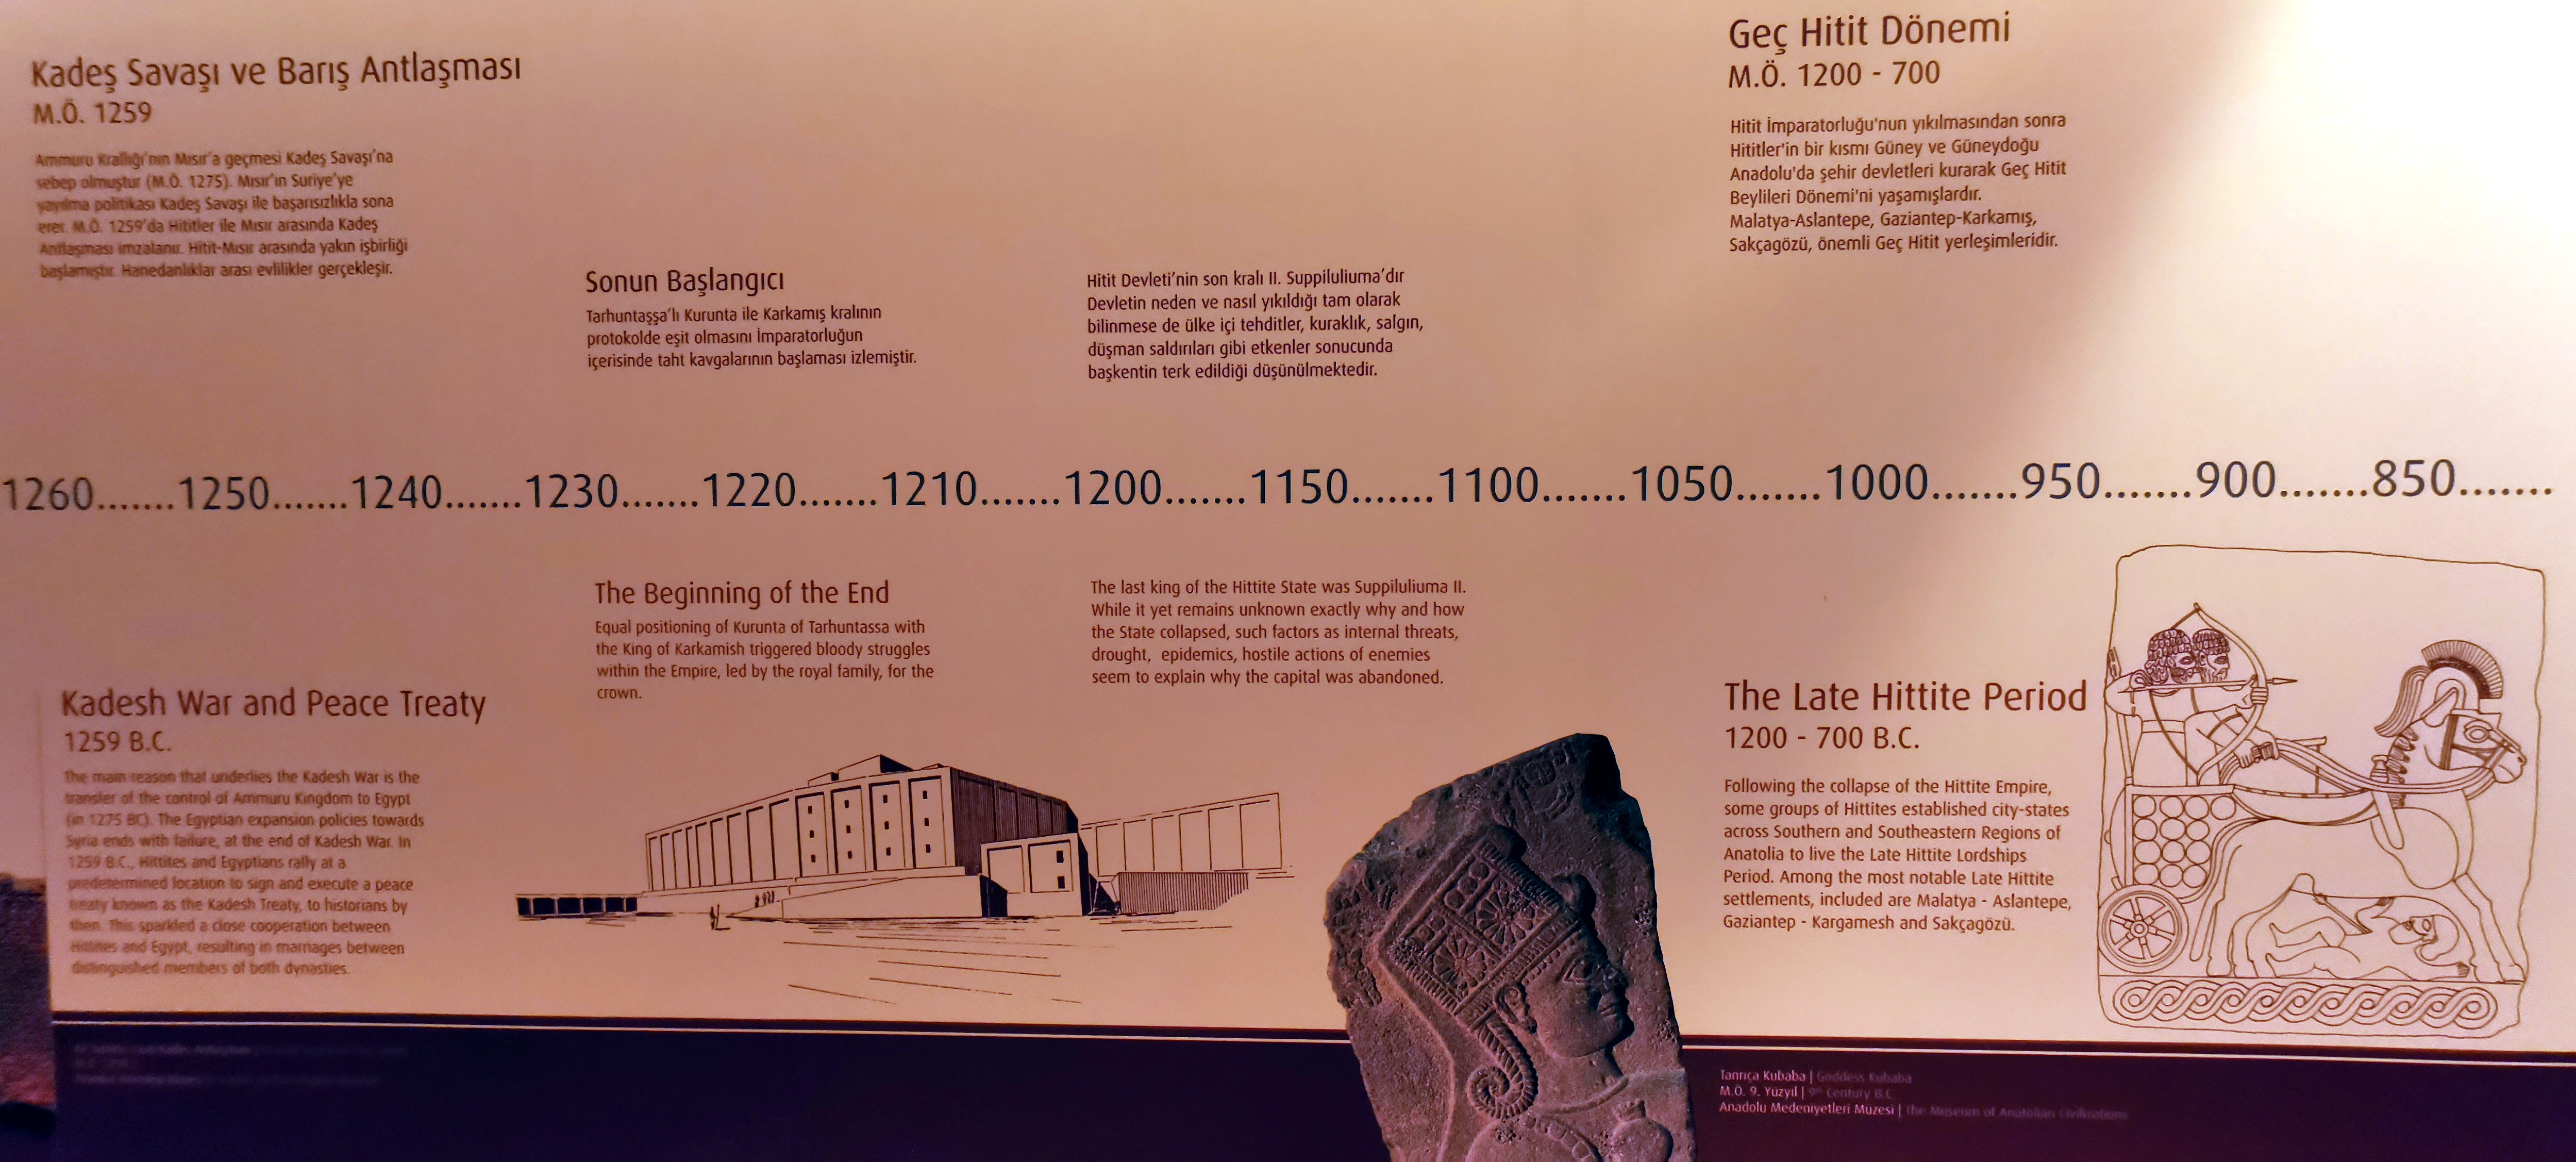 Kadeş Savaşı ve Barış Antlaşması
M.Ö. 1259
Ammuru Krallığı'nın Mısır'a geçmesi Kadeş Savaşı'na
sebep olmuştur (M.Ö. 1275). Mısır'ın Suriye'ye
yayılma politikası Kadeş Savaşı ile başarısızlıkla sona
erer. M.Ö. 1259'da Hititler ile Mısır arasında Kadeş
Antlaşması imzalanır. Hitit-Mısır arasında yakın işbirliği
başlamıştır. Hanedanlıklar arası evlilikler gerçekleşir.
Sonun Başlangıcı
Tarhuntaşşa'lı Kurunta ile Karkamış kralının
protokolde eşit olmasını İmparatorluğun
içerisinde taht kavgalarının başlaması izlemiştir.
Hitit Devleti'nin son kralı II. Suppiluliuma'dır
Devletin neden ve nasıl yıkıldığı tam olarak
bilinmese de ülke içi tehditler, kuraklık, salgın,
düşman saldırıları gibi etkenler sonucunda
başkentin terk edildiği düşünülmektedir.
Geç Hitit Dönemi
M.Ö. 1200 - 700
Hitit İmparatorluğu'nun yıkılmasından sonra
Hititler'in bir kısmı Güney ve Güneydoğu
Anadolu'da şehir devletleri kurarak Geç Hitit
Beylileri Dönemi'ni yaşamışlardır.
Malatya-Aslantepe, Gaziantep-Karkamış,
Sakçagözü, önemli Geç Hitit yerleşimleridir.
1260.......1250.......1240.......1230.......1220.......1210.......1200.......1150.......1100.......1050.......1000.......950.......900.......850.......
Kadesh War and Peace Treaty
1259 B.C.
The main reason that underlies the Kadesh War is the
transfer of the control of Ammuru Kingdom to Egypt
(in 1275 BC). The Egyptian expansion policies towards
Syria ends with failure, at the end of Kadesh War. In
1259 B.C., Hittites and Egyptians rally at a
predetermined location to sign and execute a peace
treaty known as the Kadesh Treaty, to historians by
then. This sparkled a close cooperation between
Hittites and Egypt, resulting in marriages between
distinguished members of both dynasties.
The Beginning of the End
Equal positioning of Kurunta of Tarhuntassa with
the King of Karkamish triggered bloody struggles
within the Empire, led by the royal family, for the
crown.
The last king of the Hittite State was Suppiluliuma II.
While it yet remains unknown exactly why and how
the State collapsed, such factors as internal threats,
drought, epidemics, hostile actions of enemies
seem to explain why the capital was abandoned.
The Late Hittite Period
1200 - 700 B.C.
Following the collapse of the Hittite Empire,
some groups of Hittites established city-states
across Southern and Southeastern Regions of
Anatolia to live the Late Hittite Lordships
Period. Among the most notable Late Hittite
settlements, included are Malatya - Aslantepe,
Gaziantep - Kargamesh and Sakçagözü.
Tanrıça Kubaba | Goddess Kubaba
M.Ö. 9. Yüzyıl | 9th Century B.C.
Anadolu Medeniyetleri Müzesi | The Museum of Anatolian Civilizations